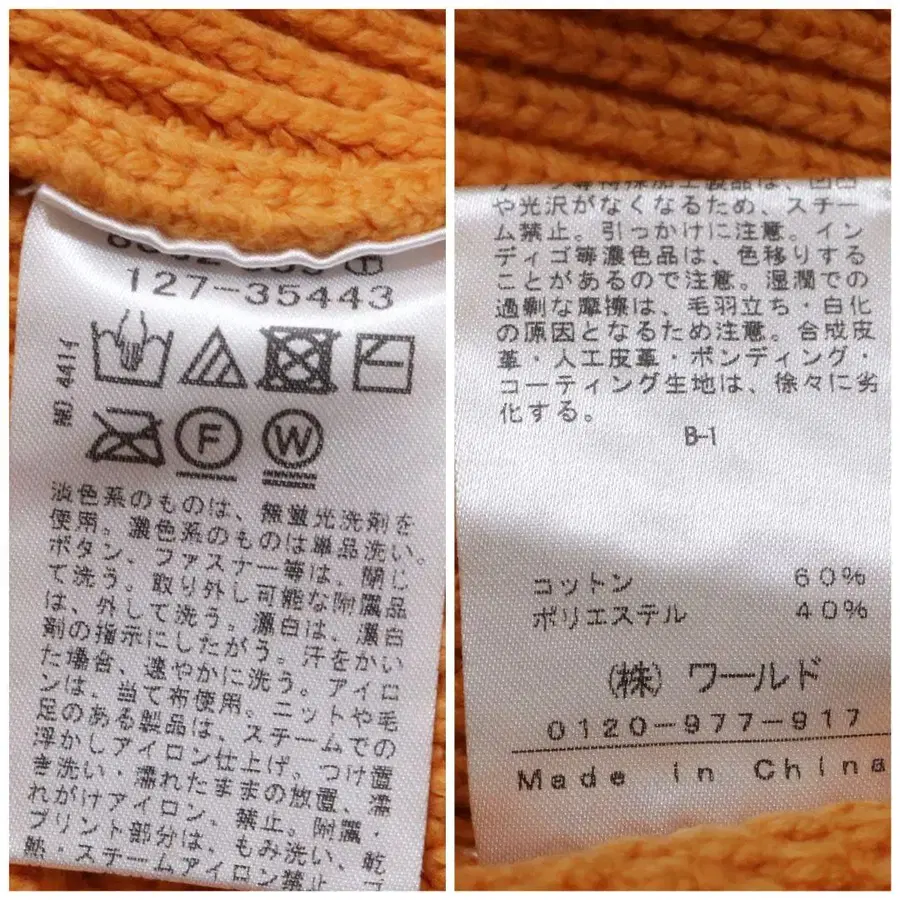 127-35443
NO. 441イ
F
W
淡色系のものは、無蛍光洗剤を
使用。濃色系のものは単品洗い。
ボタン、ファスナー等は、閉じ
て洗う。取り外し可能な附属品
は、外して洗う。漂白は、漂白
剤の指示にしたがう。汗をかい
た場合、速やかに洗う。アイロ
ンは、当て布使用。ニットや毛
足のある製品は、スチームでの
浮かしアイロン仕上げ。つけ置
き洗い・濡れたままの放置、濡
れがけアイロン、禁止。附属・
プリント部分は、もみ洗い、乾
熱・スチームアイロン禁止。プ
や光沢がなくなるため、スチー
ム禁止。引っかけに注意。イン
ディゴ等濃色品は、色移りする
ことがあるので注意。湿潤での
過剰な摩擦は、毛羽立ち・白化
の原因となるため注意。合成皮
革・人工皮革・ボンディング・
コーティング生地は、徐々に劣
化する。
B-1
コットン 60%
ポリエステル 40%
(株)ワールド
0120-977-917
Made in China